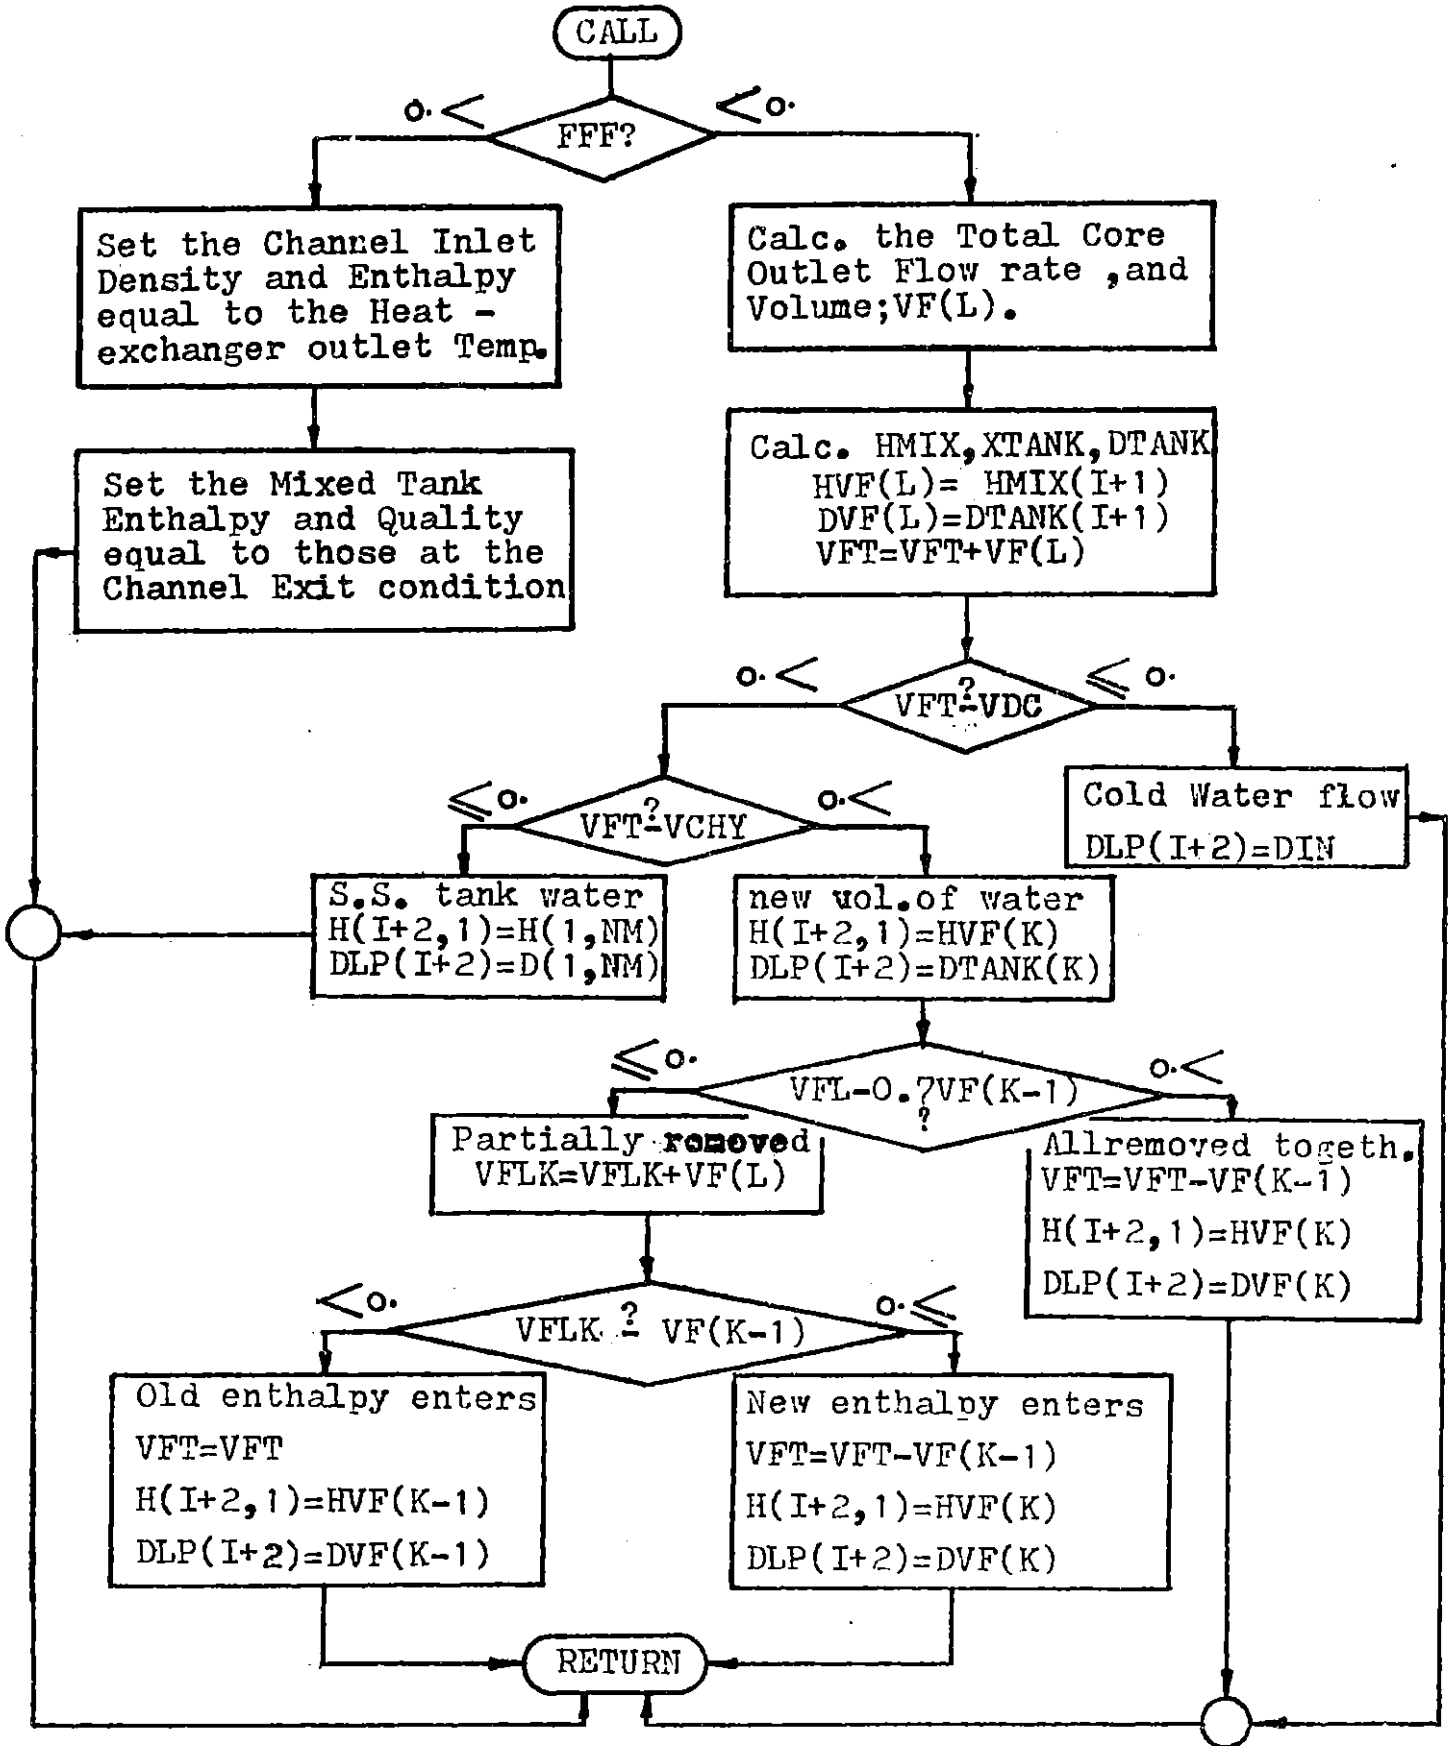 CALL
0. <
< 0.
FFF?
Set the Channel Inlet
Density and Enthalpy
equal to the Heat -
exchanger outlet Temp.
Calc. the Total Core
Outlet Flow rate ,and
Volume;VF(L).
Set the Mixed Tank
Enthalpy and Quality
equal to those at the
Channel Exit condition
Calc. HMIX,XTANK,DTANK
HVF(L)= HMIX(I+1)
DVF(L)=DTANK(I+1)
VFT=VFT+VF(L)
0. <
≤ 0.
?
VFT-VDC
Cold Water flow
DLP(I+2)=DIN
≤ 0.
0. <
?
VFT-VCHY
S.S. tank water
H(I+2,1)=H(1,NM)
DLP(I+2)=D(1,NM)
new vol.of water
H(I+2,1)=HVF(K)
DLP(I+2)=DTANK(K)
≤ 0.
0. <
VFL-0.7VF(K-1)
?
Partially removed
VFLK=VFLK+VF(L)
Allremoved togeth.
VFT=VFT-VF(K-1)
H(I+2,1)=HVF(K)
DLP(I+2)=DVF(K)
< 0.
0. ≤
?
VFLK - VF(K-1)
Old enthalpy enters
VFT=VFT
H(I+2,1)=HVF(K-1)
DLP(I+2)=DVF(K-1)
New enthalpy enters
VFT=VFT-VF(K-1)
H(I+2,1)=HVF(K)
DLP(I+2)=DVF(K)
RETURN